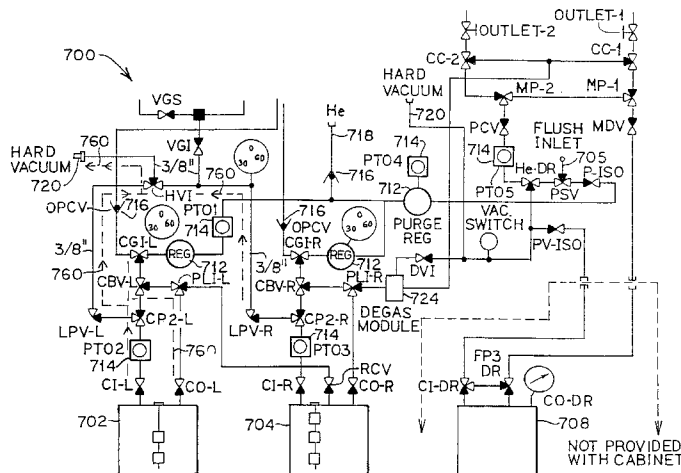 OUTLET-1
OUTLET-2
700
CC-2
CC-1
HARD
VACUUM
720
VGS
He
718
MP-2
MP-1
PCV
FLUSH
INLET
MDV
VGI
760
3/8"
0
30 60
760
714
PT04
714
PT05
He-DR
705
P-ISO
PSV
HARD
VACUUM
720
HVI
716
712
PURGE
REG
VAC.
SWITCH
OPCV
716
0
30 60
PT01
714
716
OPCV
0
30 60
CGI-L
REG
712
3/8"
CGI-R
REG
712
PV-ISO
3/8"
760
CBV-L
PLI-L
CBV-R
PLI-R
DVI
724
DEGAS
MODULE
LPV-L
CP2-L
LPV-R
CP2-R
PT02
714
760
714
PT03
FP3
DR
CI-L
CO-L
CI-R
RCV
CO-R
CI-DR
CO-DR
702
704
708
NOT PROVIDED
WITH CABINET